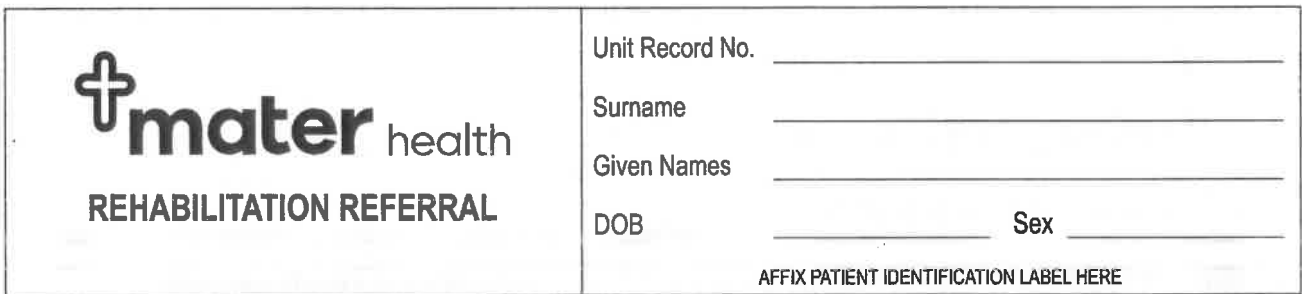 mater health
REHABILITATION REFERRAL
Unit Record No.
Surname
Given Names
DOB Sex
AFFIX PATIENT IDENTIFICATION LABEL HERE